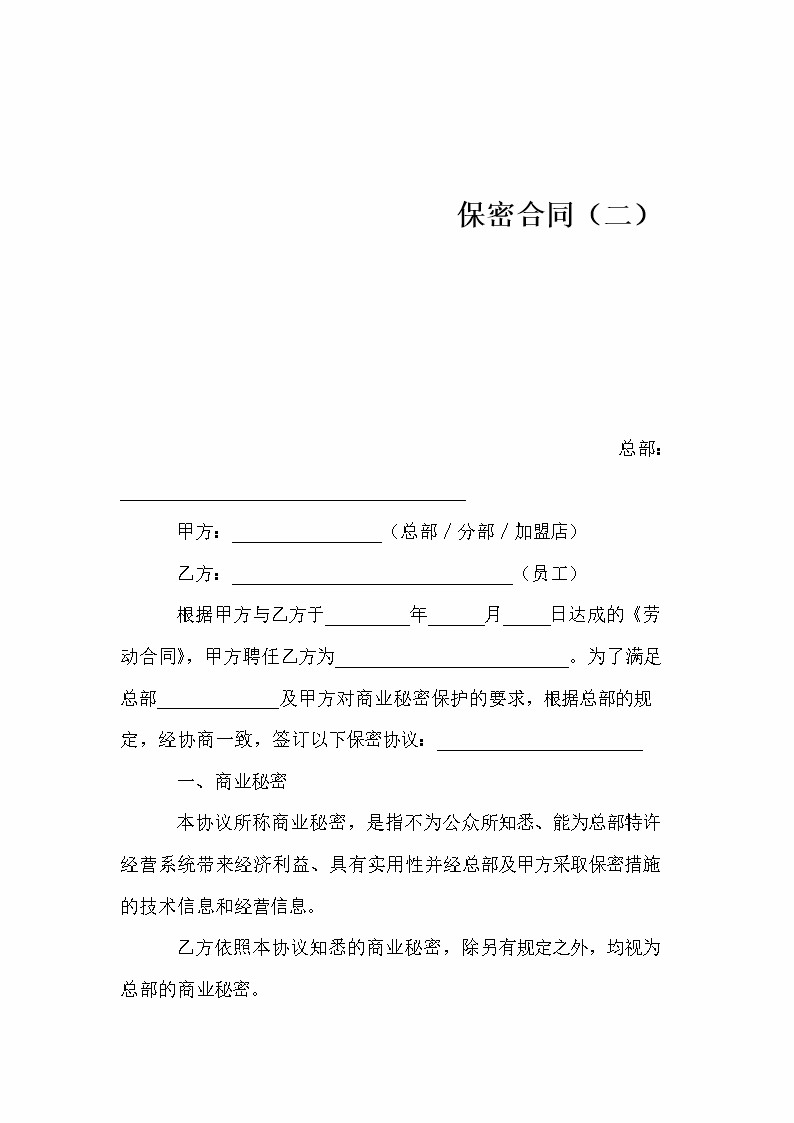 保密合同（二）
总部：
______________________________
甲方：_____________（总部／分部／加盟店）
乙方：________________________（员工）
根据甲方与乙方于_______年_____月____日达成的《劳
动合同》，甲方聘任乙方为____________________。为了满足
总部__________及甲方对商业秘密保护的要求，根据总部的规
定，经协商一致，签订以下保密协议：_________________
一、商业秘密
本协议所称商业秘密，是指不为公众所知悉、能为总部特许
经营系统带来经济利益、具有实用性并经总部及甲方采取保密措施
的技术信息和经营信息。
乙方依照本协议知悉的商业秘密，除另有规定之外，均视为
总部的商业秘密。